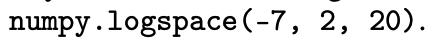 numpy.logspace(-7, 2, 20).